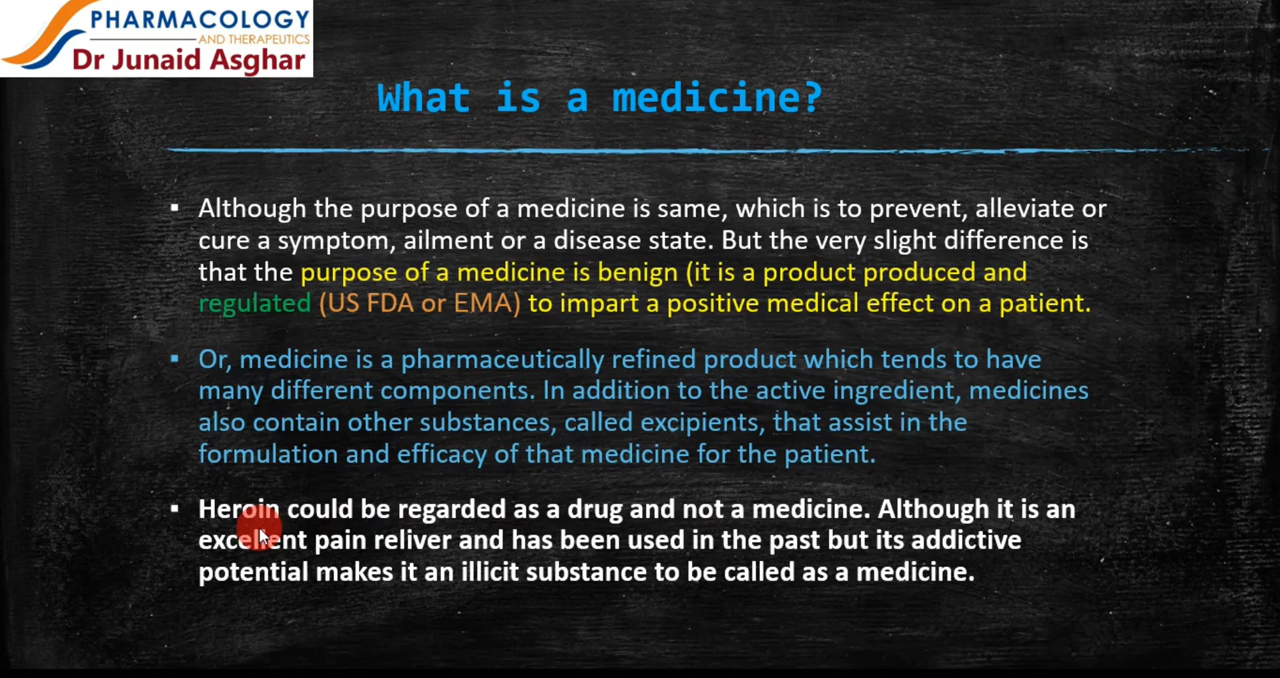 PHARMACOLOGY
AND THERAPEUTICS
Dr Junaid Asghar
What is a medicine?
▪ Although the purpose of a medicine is same, which is to prevent, alleviate or
cure a symptom, ailment or a disease state. But the very slight difference is
that the purpose of a medicine is benign (it is a product produced and
regulated (US FDA or EMA) to impart a positive medical effect on a patient.
▪ Or, medicine is a pharmaceutically refined product which tends to have
many different components. In addition to the active ingredient, medicines
also contain other substances, called excipients, that assist in the
formulation and efficacy of that medicine for the patient.
▪ Heroin could be regarded as a drug and not a medicine. Although it is an
excellent pain reliver and has been used in the past but its addictive
potential makes it an illicit substance to be called as a medicine.